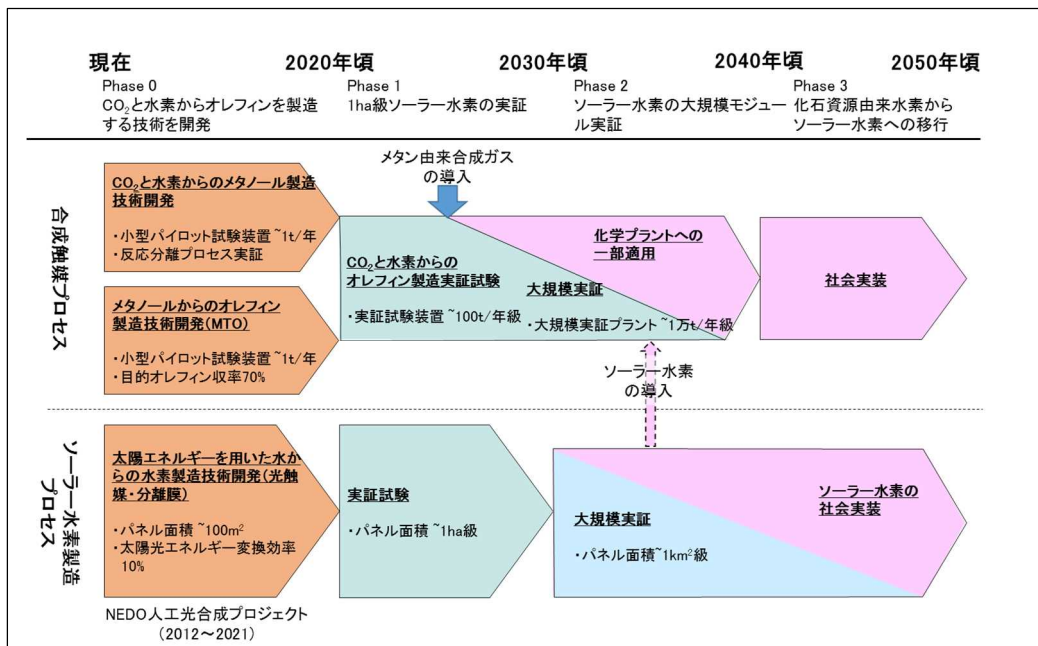 現在
2020年頃
2030年頃
2040年頃
2050年頃
Phase 0
CO₂と水素からオレフィンを製造
する技術を開発
Phase 1
1ha級ソーラー水素の実証
Phase 2
ソーラー水素の大規模モジュー
ル実証
Phase 3
化石資源由来水素から
ソーラー水素への移行
合成触媒プロセス
CO₂と水素からのメタノール製造
技術開発
・小型パイロット試験装置 ~1t/年
・反応分離プロセス実証
メタノールからのオレフィン
製造技術開発(MTO)
・小型パイロット試験装置 ~1t/年
・目的オレフィン収率70%
メタン由来合成ガス
の導入
CO₂と水素からの
オレフィン製造実証試験
・実証試験装置 ~100t/年級
大規模実証
・大規模実証プラント ~1万t/年級
化学プラントへの
一部適用
社会実装
ソーラー水素
の導入
ソーラー水素製造
プロセス
太陽エネルギーを用いた水か
らの水素製造技術開発(光触
媒・分離膜)
・パネル面積 ~100m²
・太陽光エネルギー変換効率
10%
実証試験
・パネル面積 ~1ha級
大規模実証
・パネル面積~1km²級
ソーラー水素の
社会実装
NEDO人工光合成プロジェクト
(2012～2021)